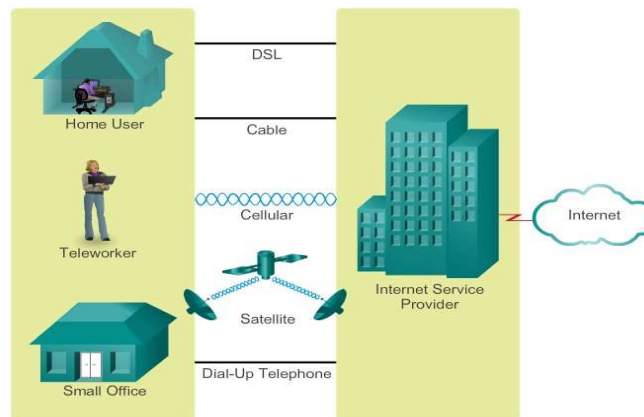 DSL
Home User
Cable
Cellular
Teleworker
Internet
Internet Service
Provider
Satellite
Dial-Up Telephone
Small Office